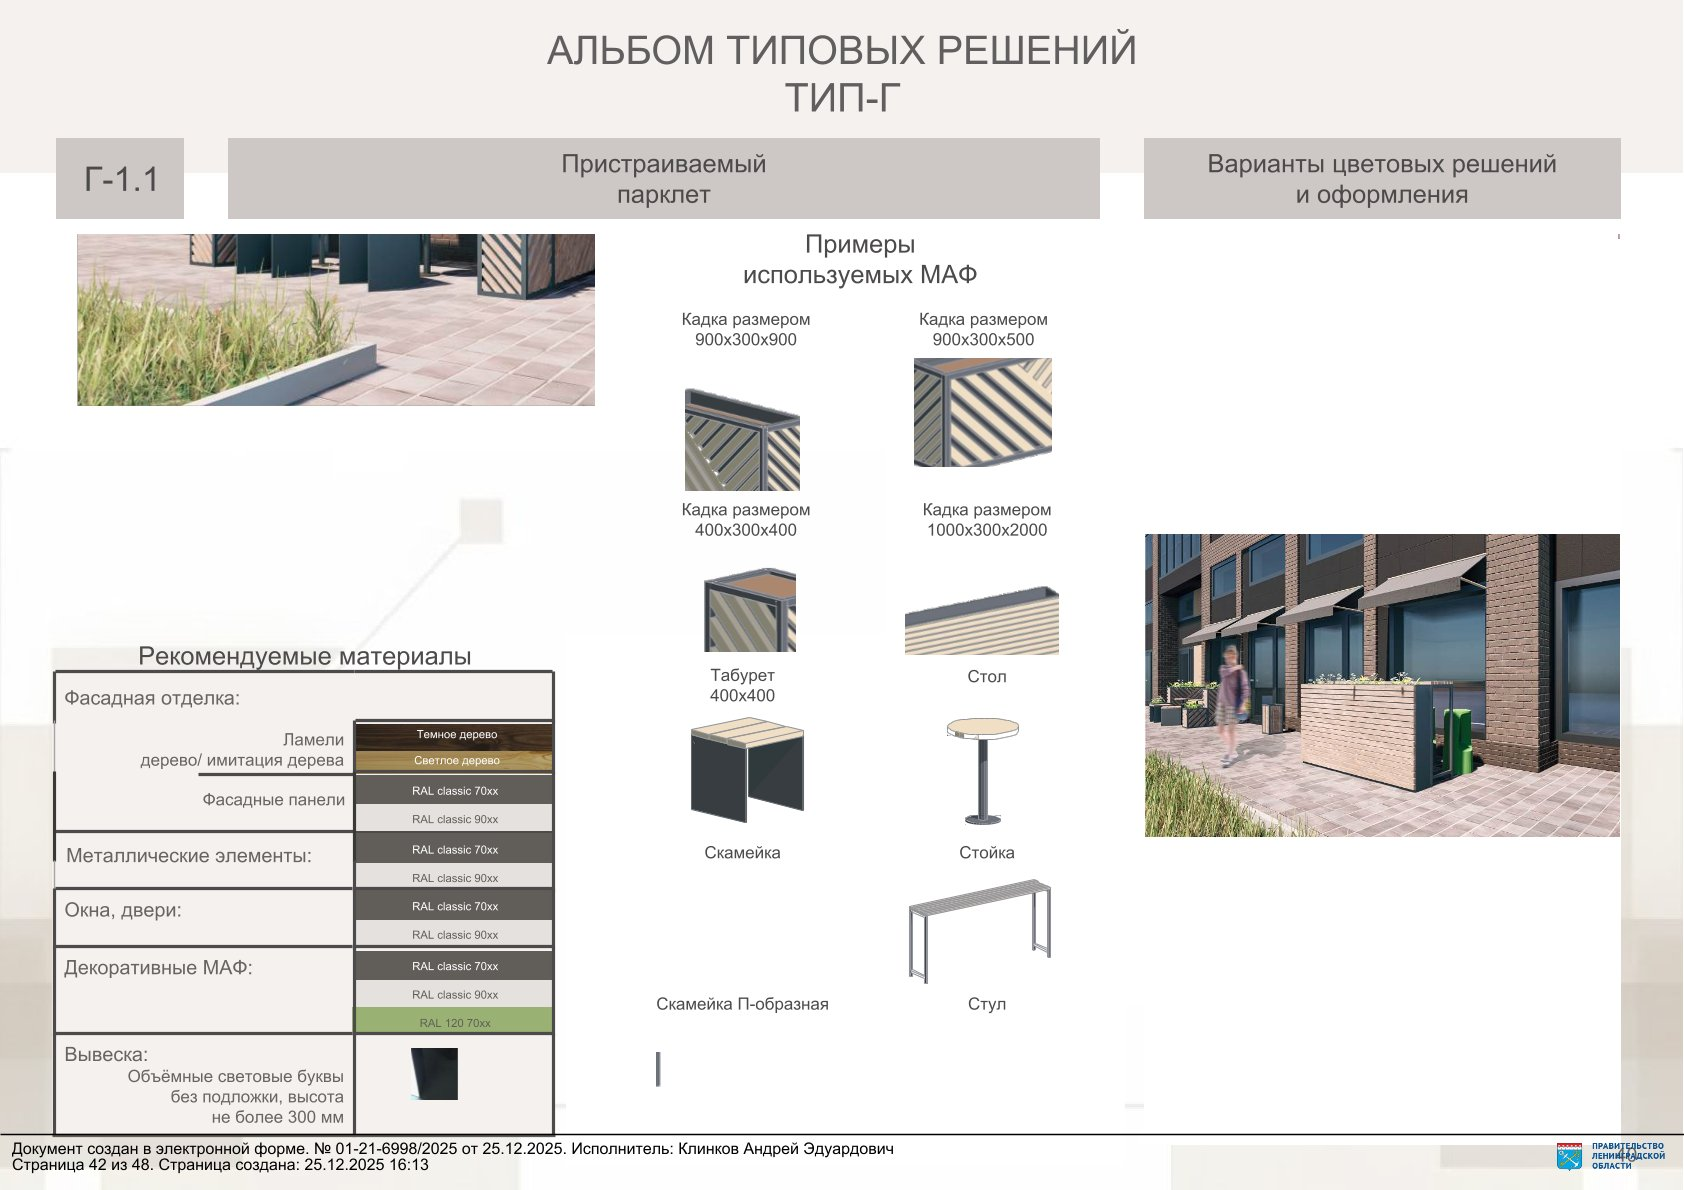 АЛЬБОМ ТИПОВЫХ РЕШЕНИЙ
ТИП-Г
Г-1.1
Пристраиваемый
парклет
Варианты цветовых решений
и оформления
Примеры
используемых МАФ
Кадка размером
900х300х900
Кадка размером
900х300х500
Кадка размером
400х300х400
Кадка размером
1000х300х2000
Табурет
400х400
Стол
Скамейка
Стойка
Скамейка П-образная
Стул
Рекомендуемые материалы
Фасадная отделка:
Ламели
дерево/ имитация дерева
Темное дерево
Светлое дерево
Фасадные панели
RAL classic 70xx
RAL classic 90xx
Металлические элементы:
RAL classic 70xx
RAL classic 90xx
Окна, двери:
RAL classic 70xx
RAL classic 90xx
Декоративные МАФ:
RAL classic 70xx
RAL classic 90xx
RAL 120 70xx
Вывеска:
Объёмные световые буквы
без подложки, высота
не более 300 мм
Документ создан в электронной форме. № 01-21-6998/2025 от 25.12.2025. Исполнитель: Клинков Андрей Эдуардович
Страница 42 из 48. Страница создана: 25.12.2025 16:13
ПРАВИТЕЛЬСТВО
ЛЕНИНГРАДСКОЙ
ОБЛАСТИ